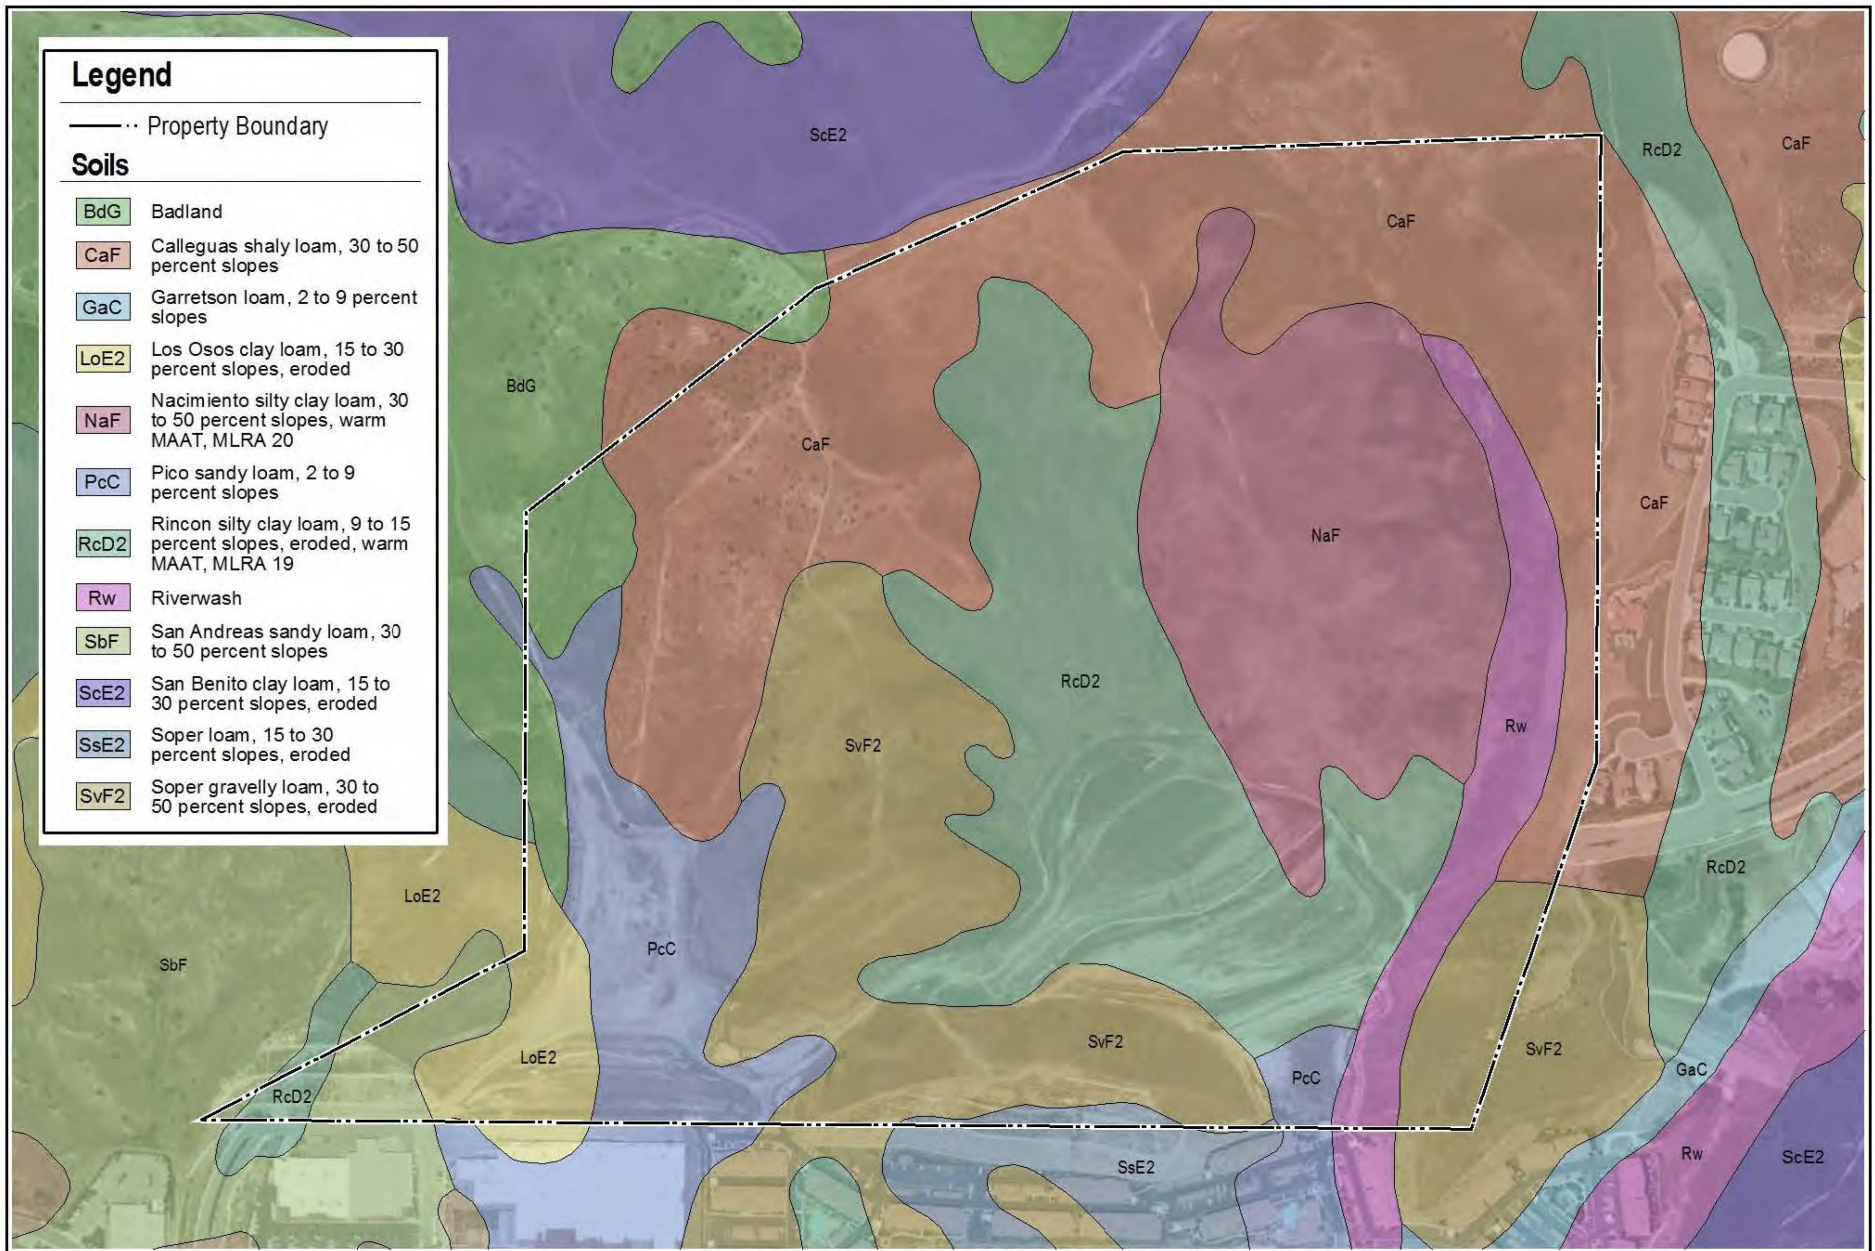 Legend
Property Boundary
Soils
BdG Badland
CaF Calleguas shaly loam, 30 to 50
percent slopes
GaC Garretson loam, 2 to 9 percent
slopes
LoE2 Los Osos clay loam, 15 to 30
percent slopes, eroded
NaF Nacimiento silty clay loam, 30
to 50 percent slopes, warm
MAAT, MLRA 20
PcC Pico sandy loam, 2 to 9
percent slopes
RcD2 Rincon silty clay loam, 9 to 15
percent slopes, eroded, warm
MAAT, MLRA 19
Rw Riverwash
SbF San Andreas sandy loam, 30
to 50 percent slopes
ScE2 San Benito clay loam, 15 to
30 percent slopes, eroded
SsE2 Soper loam, 15 to 30
percent slopes, eroded
SvF2 Soper gravelly loam, 30 to
50 percent slopes, eroded
ScE2
RcD2
CaF
CaF
BdG
CaF
CaF
NaF
RcD2
Rw
SvF2
RcD2
LoE2
PcC
SbF
SvF2
SvF2
LoE2
GaC
PcC
RcD2
Rw
ScE2
SsE2